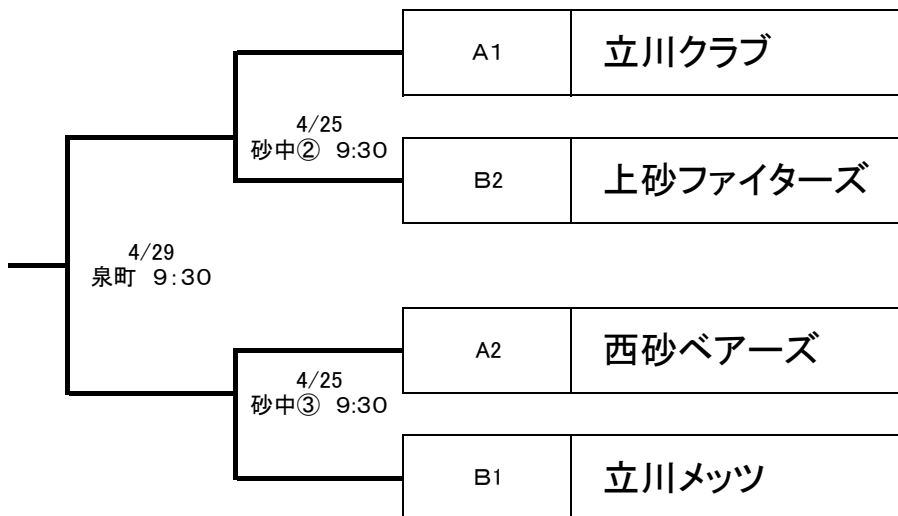 A1 立川クラブ
4/25
砂中② 9:30
B2 上砂ファイターズ
4/29
泉町 9:30
A2 西砂ベアーズ
4/25
砂中③ 9:30
B1 立川メッツ